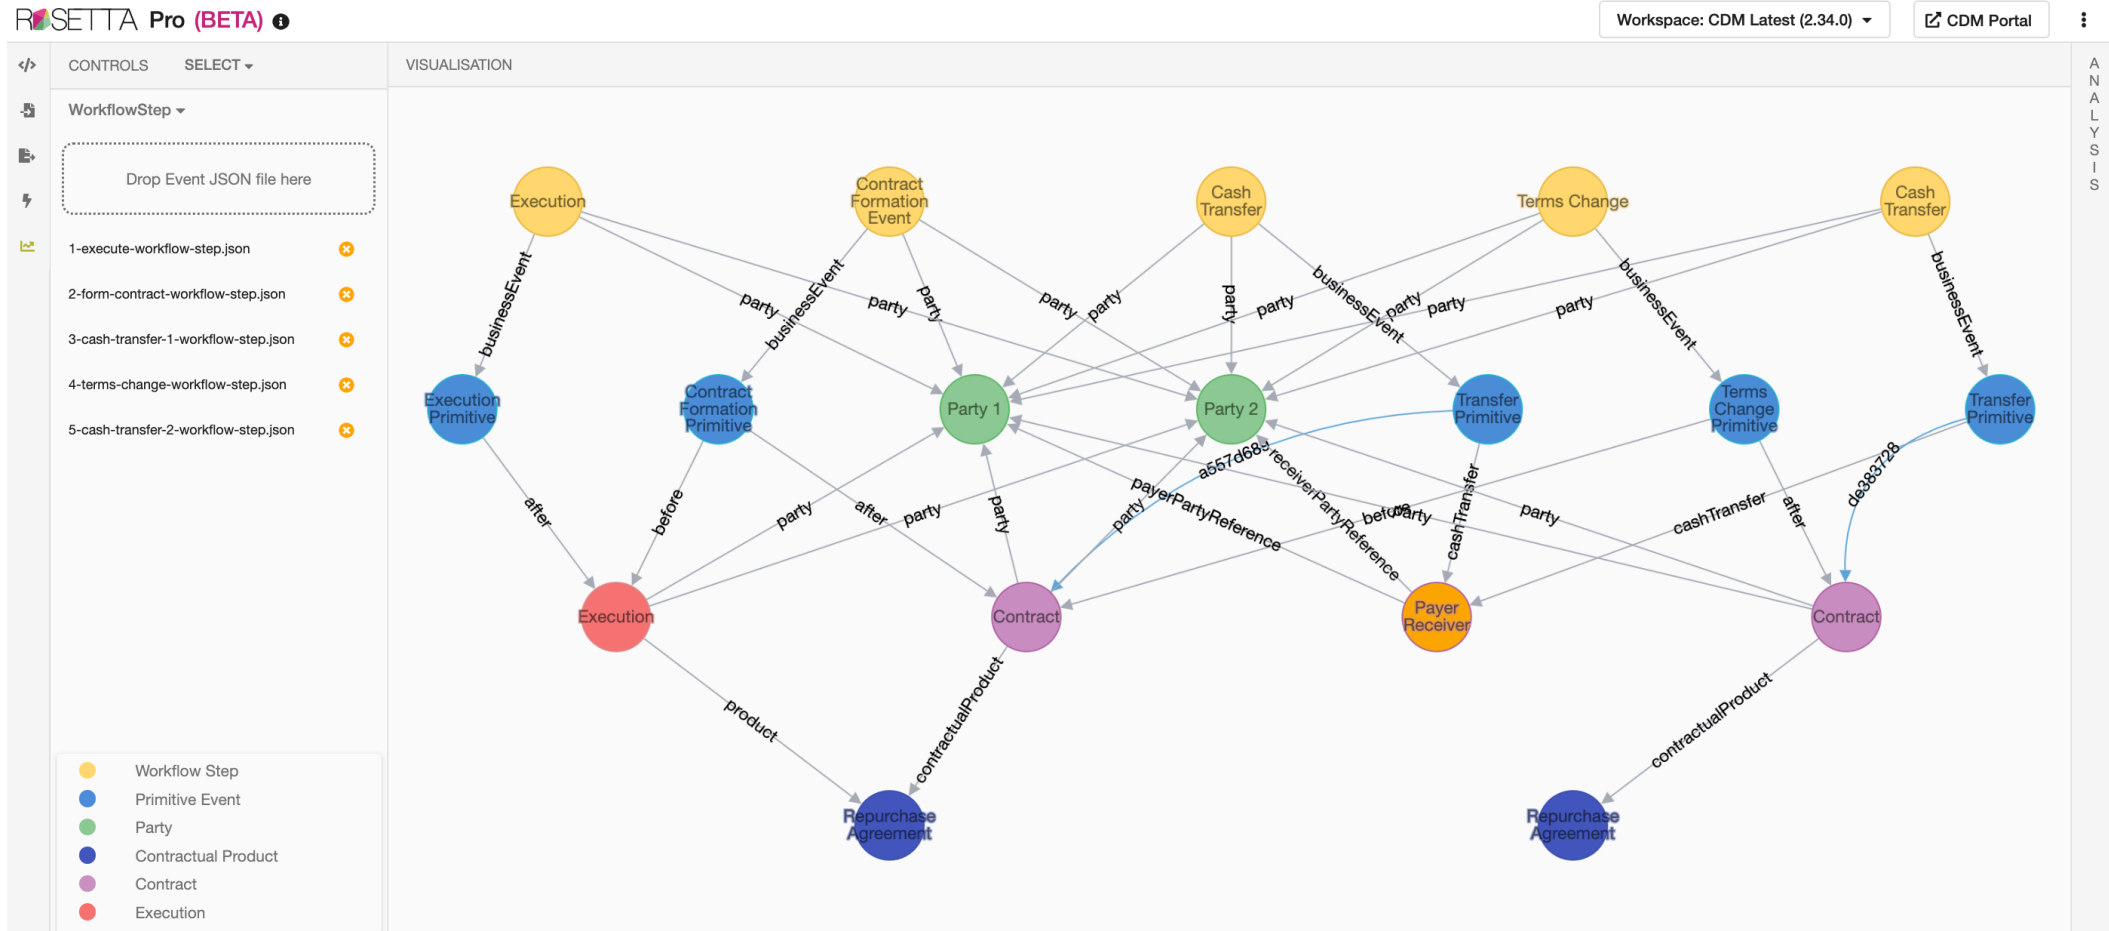 ROSETTA Pro (BETA)
Workspace: CDM Latest (2.34.0)
CDM Portal
CONTROLS
SELECT
VISUALISATION
ANALYSIS
WorkflowStep
Drop Event JSON file here
1-execute-workflow-step.json
2-form-contract-workflow-step.json
3-cash-transfer-1-workflow-step.json
4-terms-change-workflow-step.json
5-cash-transfer-2-workflow-step.json
Workflow Step
Primitive Event
Party
Contractual Product
Contract
Execution
Execution
Contract
Formation
Event
Cash
Transfer
Terms Change
Cash
Transfer
businessEvent
party
businessEvent
party
party
party
party
party
party
businessEvent
party
party
businessEvent
party
businessEvent
Execution
Primitive
Contract
Formation
Primitive
Party 1
Party 2
Transfer
Primitive
Terms
Change
Primitive
Transfer
Primitive
after
before
party
after
party
party
party
payerPartyReference
receiverPartyReference
before
party
cashTransfer
party
cashTransfer
after
de383728
Execution
Contract
Payer
Receiver
Contract
product
contractualProduct
contractualProduct
Repurchase
Agreement
Repurchase
Agreement